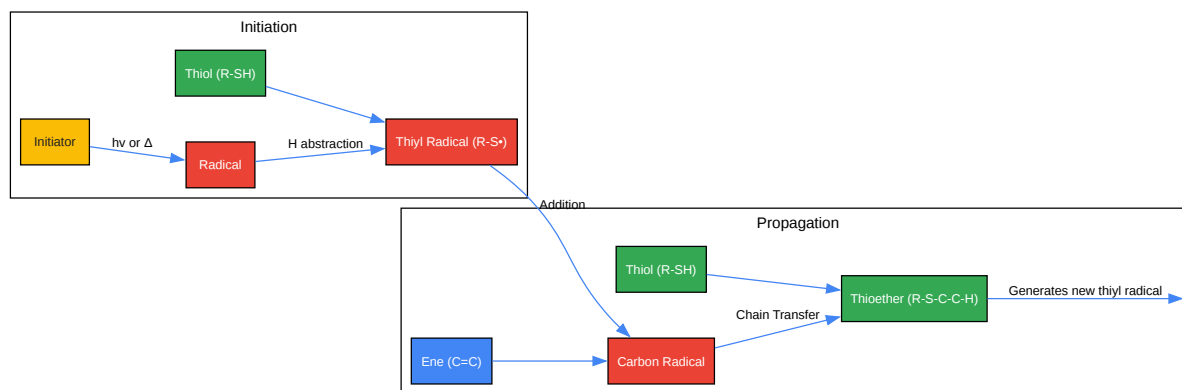 Initiation
Thiol (R-SH)
Initiator
hv or Δ
Radical
H abstraction
Thiyl Radical (R-S•)
Addition
Propagation
Thiol (R-SH)
Thioether (R-S-C-C-H)
Generates new thiyl radical
Chain Transfer
Ene (C=C)
Carbon Radical